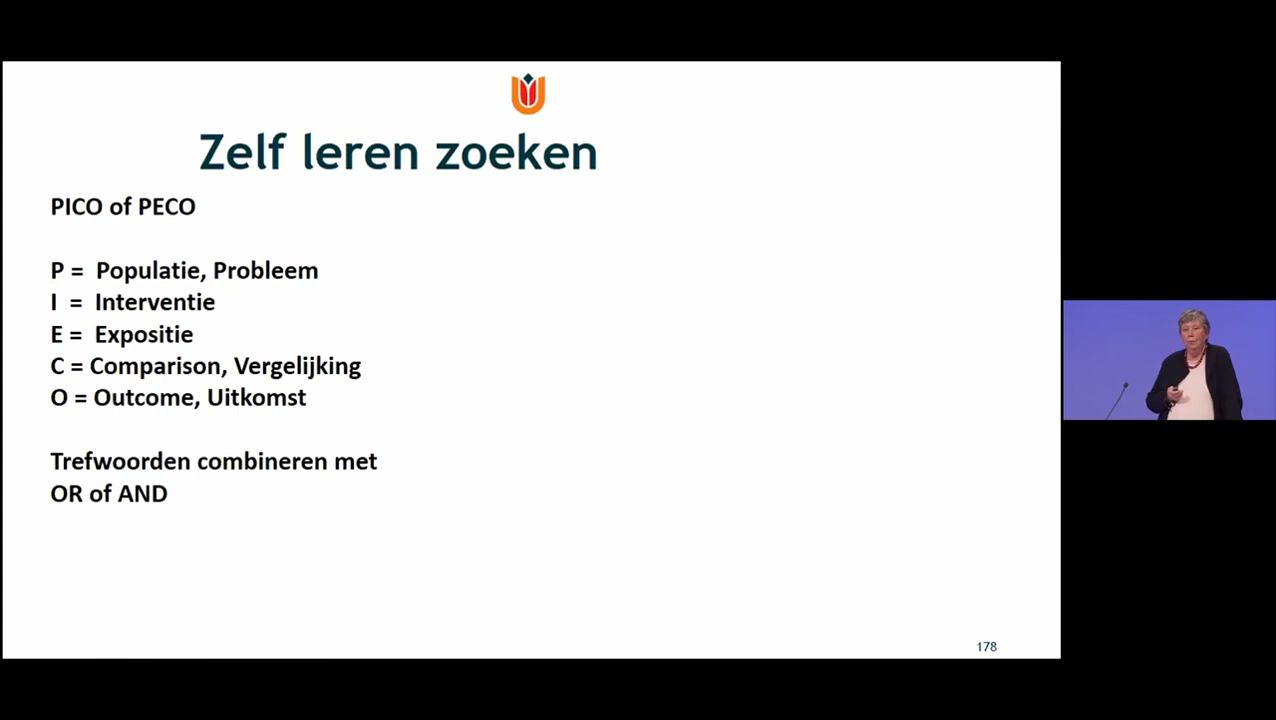 Zelf leren zoeken
PICO of PECO
P = Populatie, Probleem
I = Interventie
E = Expositie
C = Comparison, Vergelijking
O = Outcome, Uitkomst
Trefwoorden combineren met
OR of AND
178